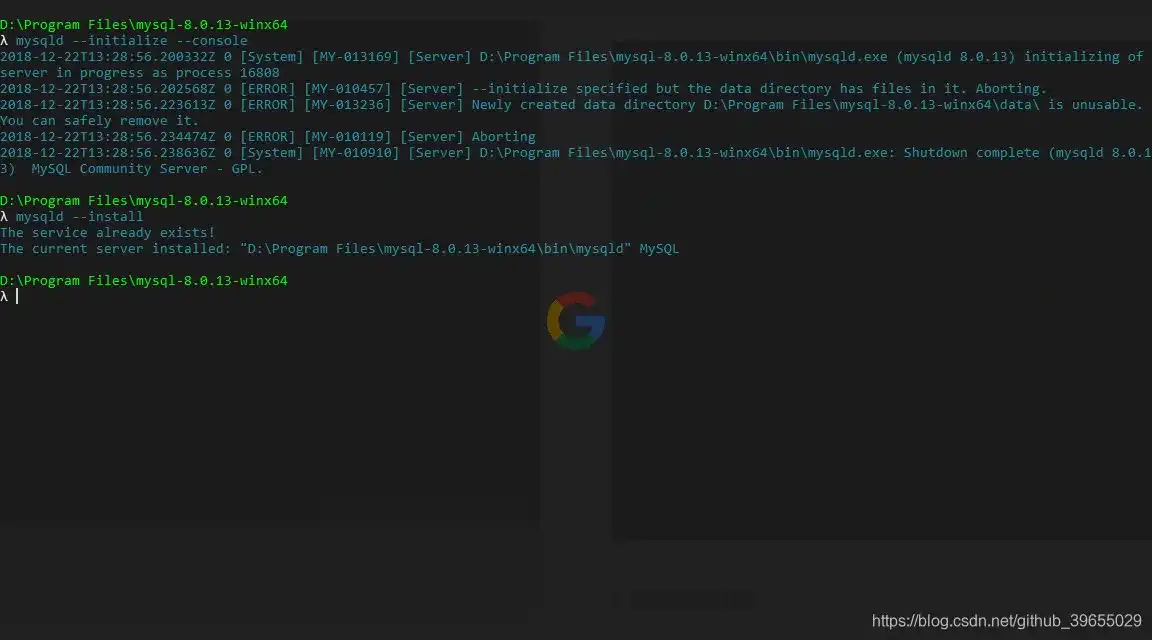 D:\Program Files\mysql-8.0.13-winx64
λ mysqld --initialize --console
2018-12-22T13:28:56.200332Z 0 [System] [MY-013169] [Server] D:\Program Files\mysql-8.0.13-winx64\bin\mysqld.exe (mysqld 8.0.13) initializing of
server in progress as process 16808
2018-12-22T13:28:56.202568Z 0 [ERROR] [MY-010457] [Server] --initialize specified but the data directory has files in it. Aborting.
2018-12-22T13:28:56.223613Z 0 [ERROR] [MY-013236] [Server] Newly created data directory D:\Program Files\mysql-8.0.13-winx64\data\ is unusable.
You can safely remove it.
2018-12-22T13:28:56.234474Z 0 [ERROR] [MY-010119] [Server] Aborting
2018-12-22T13:28:56.238636Z 0 [System] [MY-010910] [Server] D:\Program Files\mysql-8.0.13-winx64\bin\mysqld.exe: Shutdown complete (mysqld 8.0.1
3)  MySQL Community Server - GPL.
D:\Program Files\mysql-8.0.13-winx64
λ mysqld --install
The service already exists!
The current server installed: "D:\Program Files\mysql-8.0.13-winx64\bin\mysqld" MySQL
D:\Program Files\mysql-8.0.13-winx64
λ
https://blog.csdn.net/github_39655029